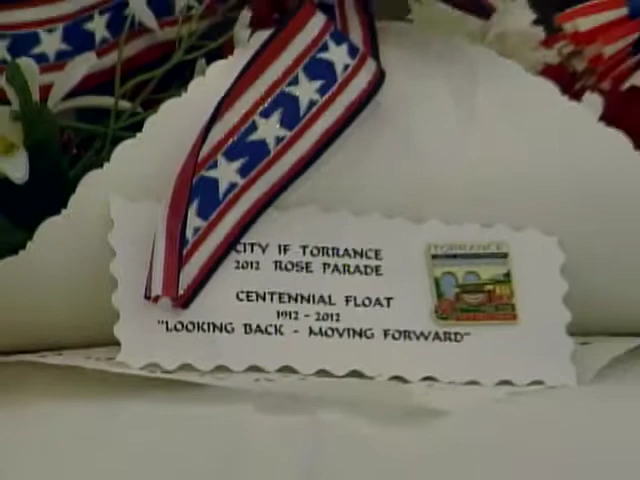 CITY IF TORRANCE
2012 ROSE PARADE
TORRANCE
CENTENNIAL FLOAT
1912 - 2012
"LOOKING BACK - MOVING FORWARD"